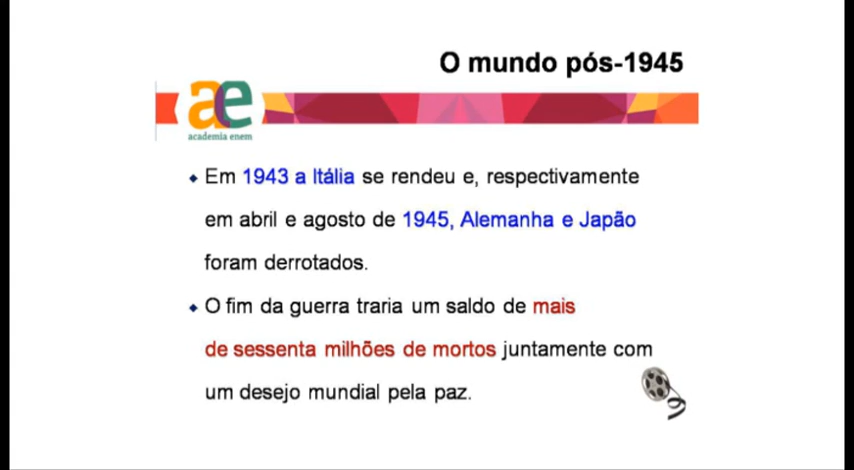 O mundo pós-1945
ae
academia enem
Em 1943 a Itália se rendeu e, respectivamente
em abril e agosto de 1945, Alemanha e Japão
foram derrotados.
O fim da guerra traria um saldo de mais
de sessenta milhões de mortos juntamente com
um desejo mundial pela paz.